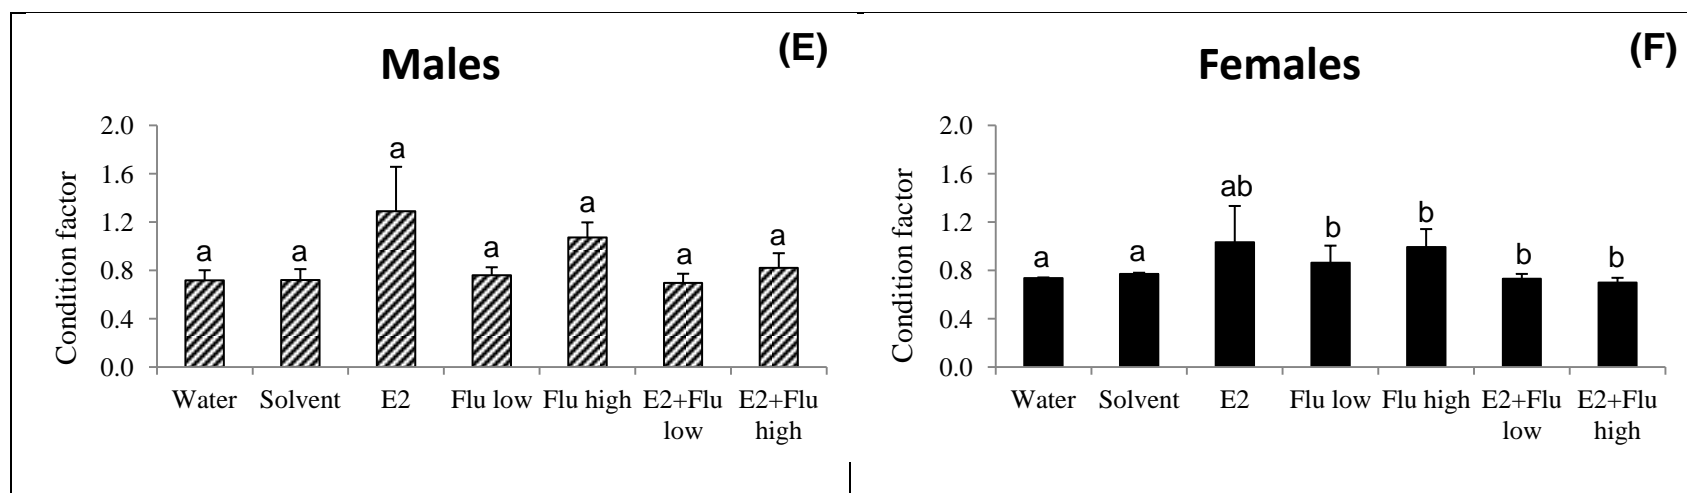 Males
(E)
Condition factor
2.0
1.6
1.2
0.8
0.4
0.0
a
a
a
a
a
a
a
Water
Solvent
E2
Flu low
Flu high
E2+Flu
low
E2+Flu
high
Females
(F)
Condition factor
2.0
1.6
1.2
0.8
0.4
0.0
a
a
ab
b
b
b
b
Water
Solvent
E2
Flu low
Flu high
E2+Flu
low
E2+Flu
high